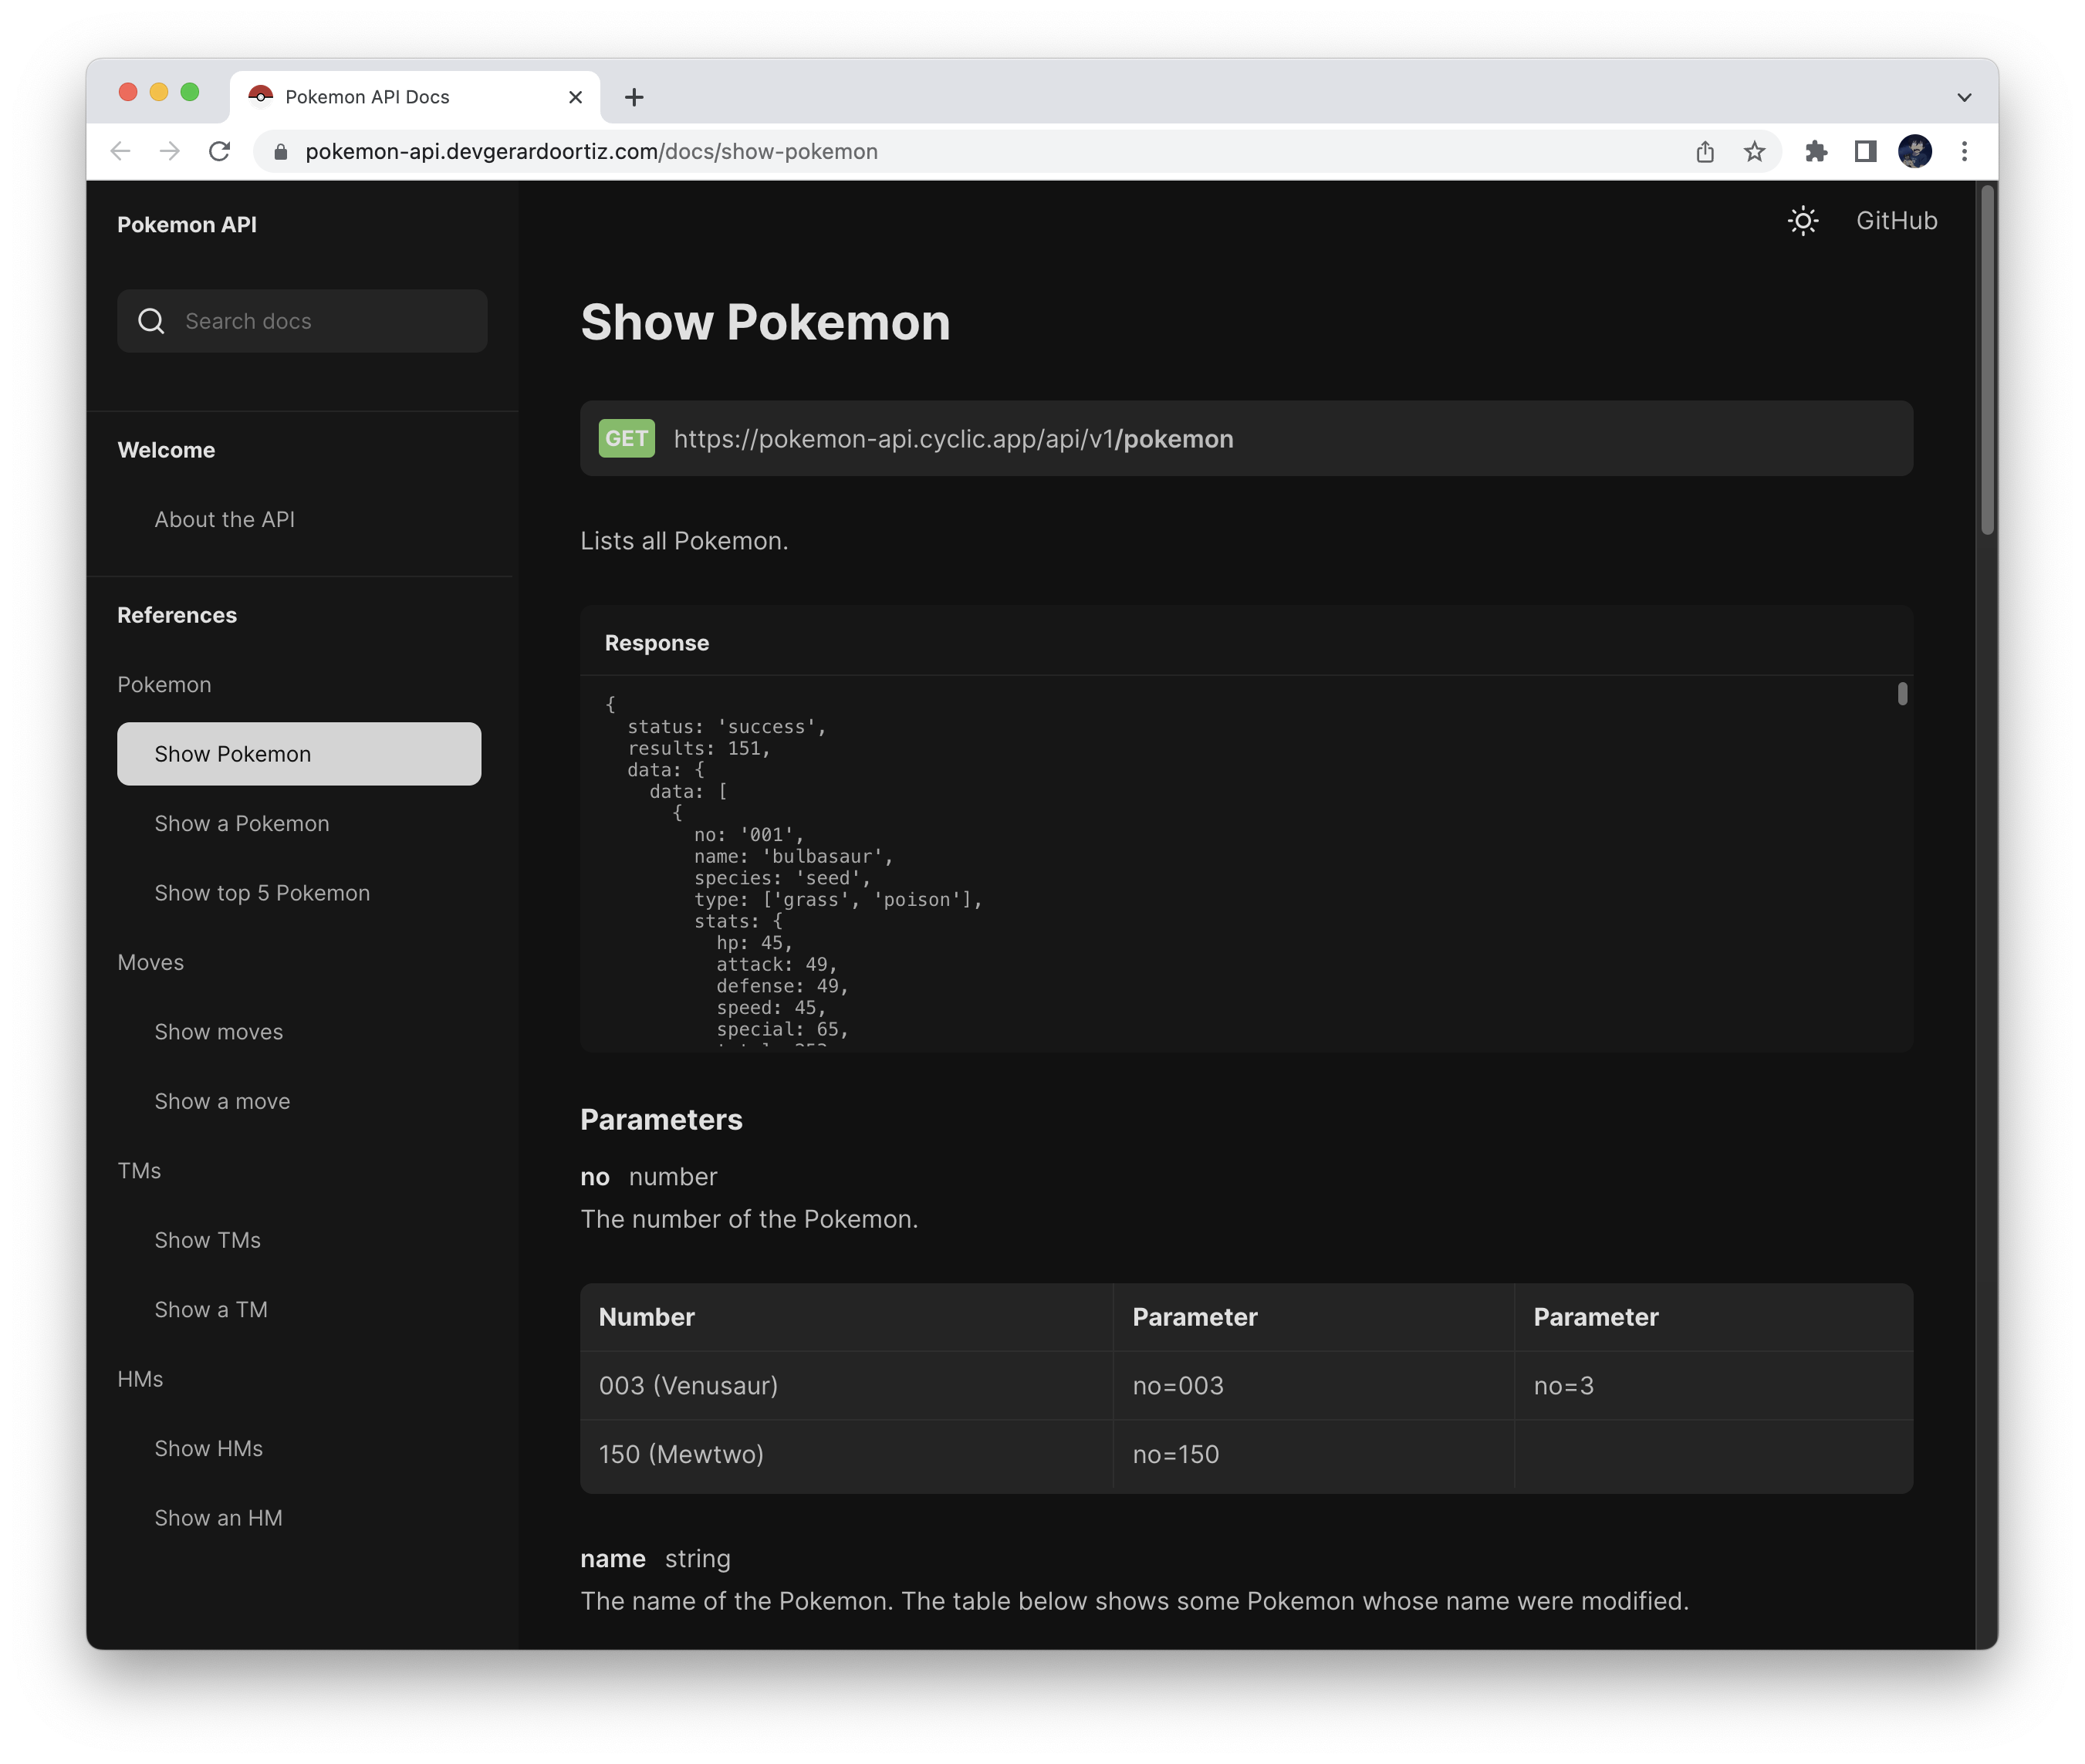 Pokemon API Docs
pokemon-api.devgerardoortiz.com/docs/show-pokemon
Pokemon API
Search docs
Welcome
About the API
References
Pokemon
Show Pokemon
Show a Pokemon
Show top 5 Pokemon
Moves
Show moves
Show a move
TMs
Show TMs
Show a TM
HMs
Show HMs
Show an HM
GitHub
Show Pokemon
GET https://pokemon-api.cyclic.app/api/v1/pokemon
Lists all Pokemon.
Response
{
status: 'success',
results: 151,
data: {
data: [
{
no: '001',
name: 'bulbasaur',
species: 'seed',
type: ['grass', 'poison'],
stats: {
hp: 45,
attack: 49,
defense: 49,
speed: 45,
special: 65,
Parameters
no number
The number of the Pokemon.
Number Parameter Parameter
003 (Venusaur) no=003 no=3
150 (Mewtwo) no=150
name string
The name of the Pokemon. The table below shows some Pokemon whose name were modified.